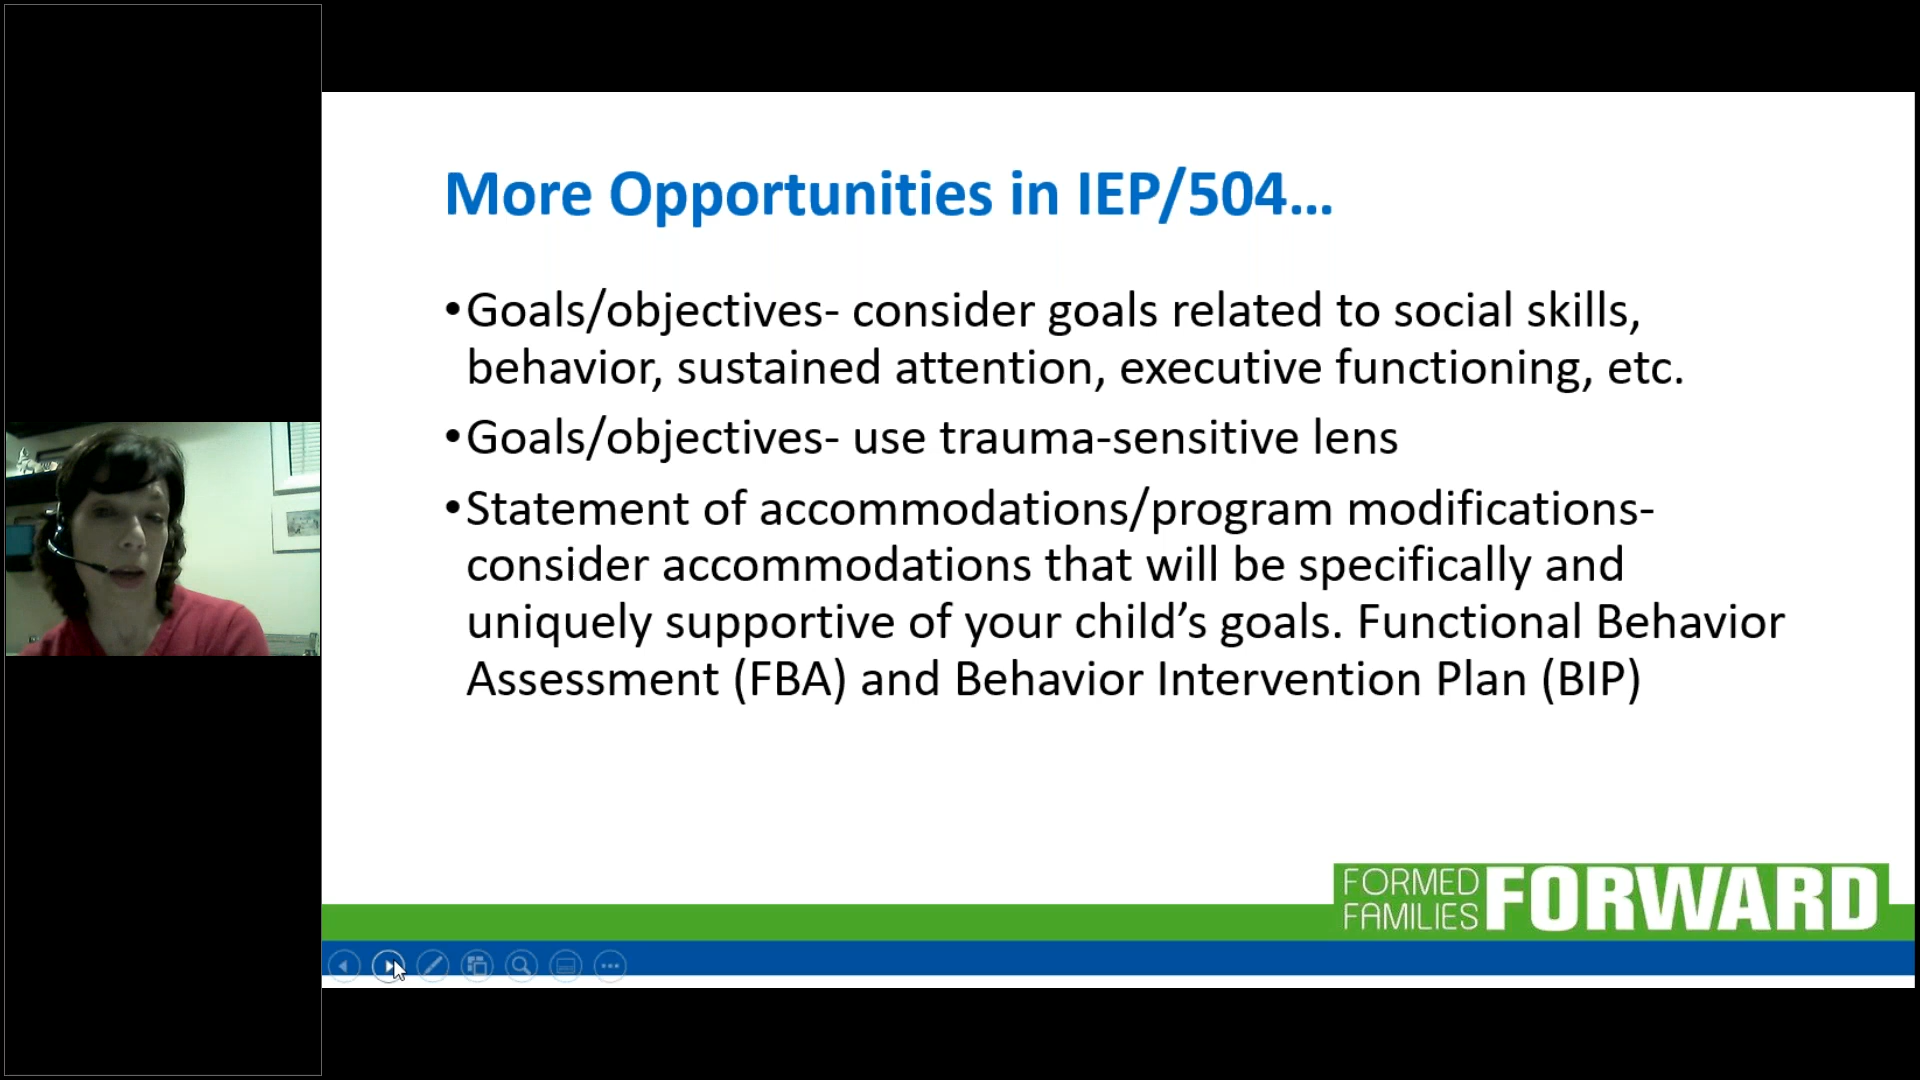 More Opportunities in IEP/504...
•Goals/objectives- consider goals related to social skills,
behavior, sustained attention, executive functioning, etc.
•Goals/objectives- use trauma-sensitive lens
•Statement of accommodations/program modifications-
consider accommodations that will be specifically and
uniquely supportive of your child’s goals. Functional Behavior
Assessment (FBA) and Behavior Intervention Plan (BIP)
FORMED
FAMILIES
FORWARD